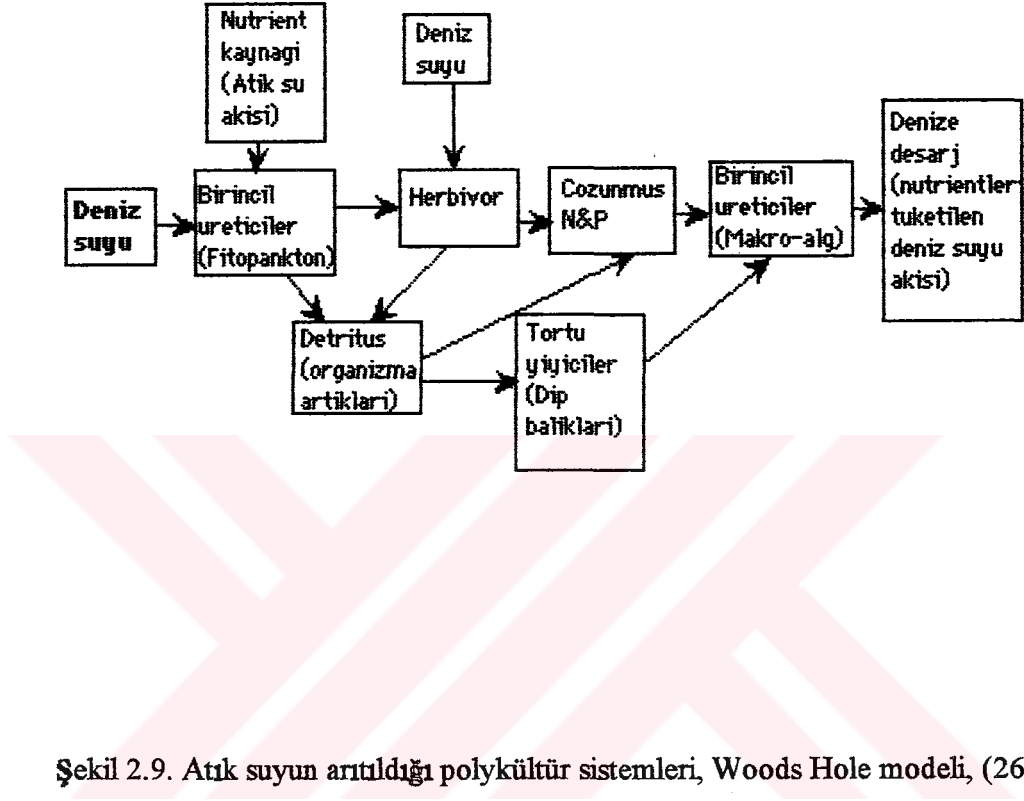 Nutrient
kaynagi
(Atik su
akisi)
Deniz
suyu
Deniz
suyu
Birincil
ureticiler
(Fitopankton)
Herbivor
Cozunmus
N&P
Birincil
ureticiler
(Makro-alg)
Denize
desarj
(nutrientler
tuketilen
deniz suyu
akisi)
Detritus
(organizma
artiklari)
Tortu
yiyiciler
(Dip
baliklari)
Şekil 2.9. Atık suyun arıtıldığı polykültür sistemleri, Woods Hole modeli, (26